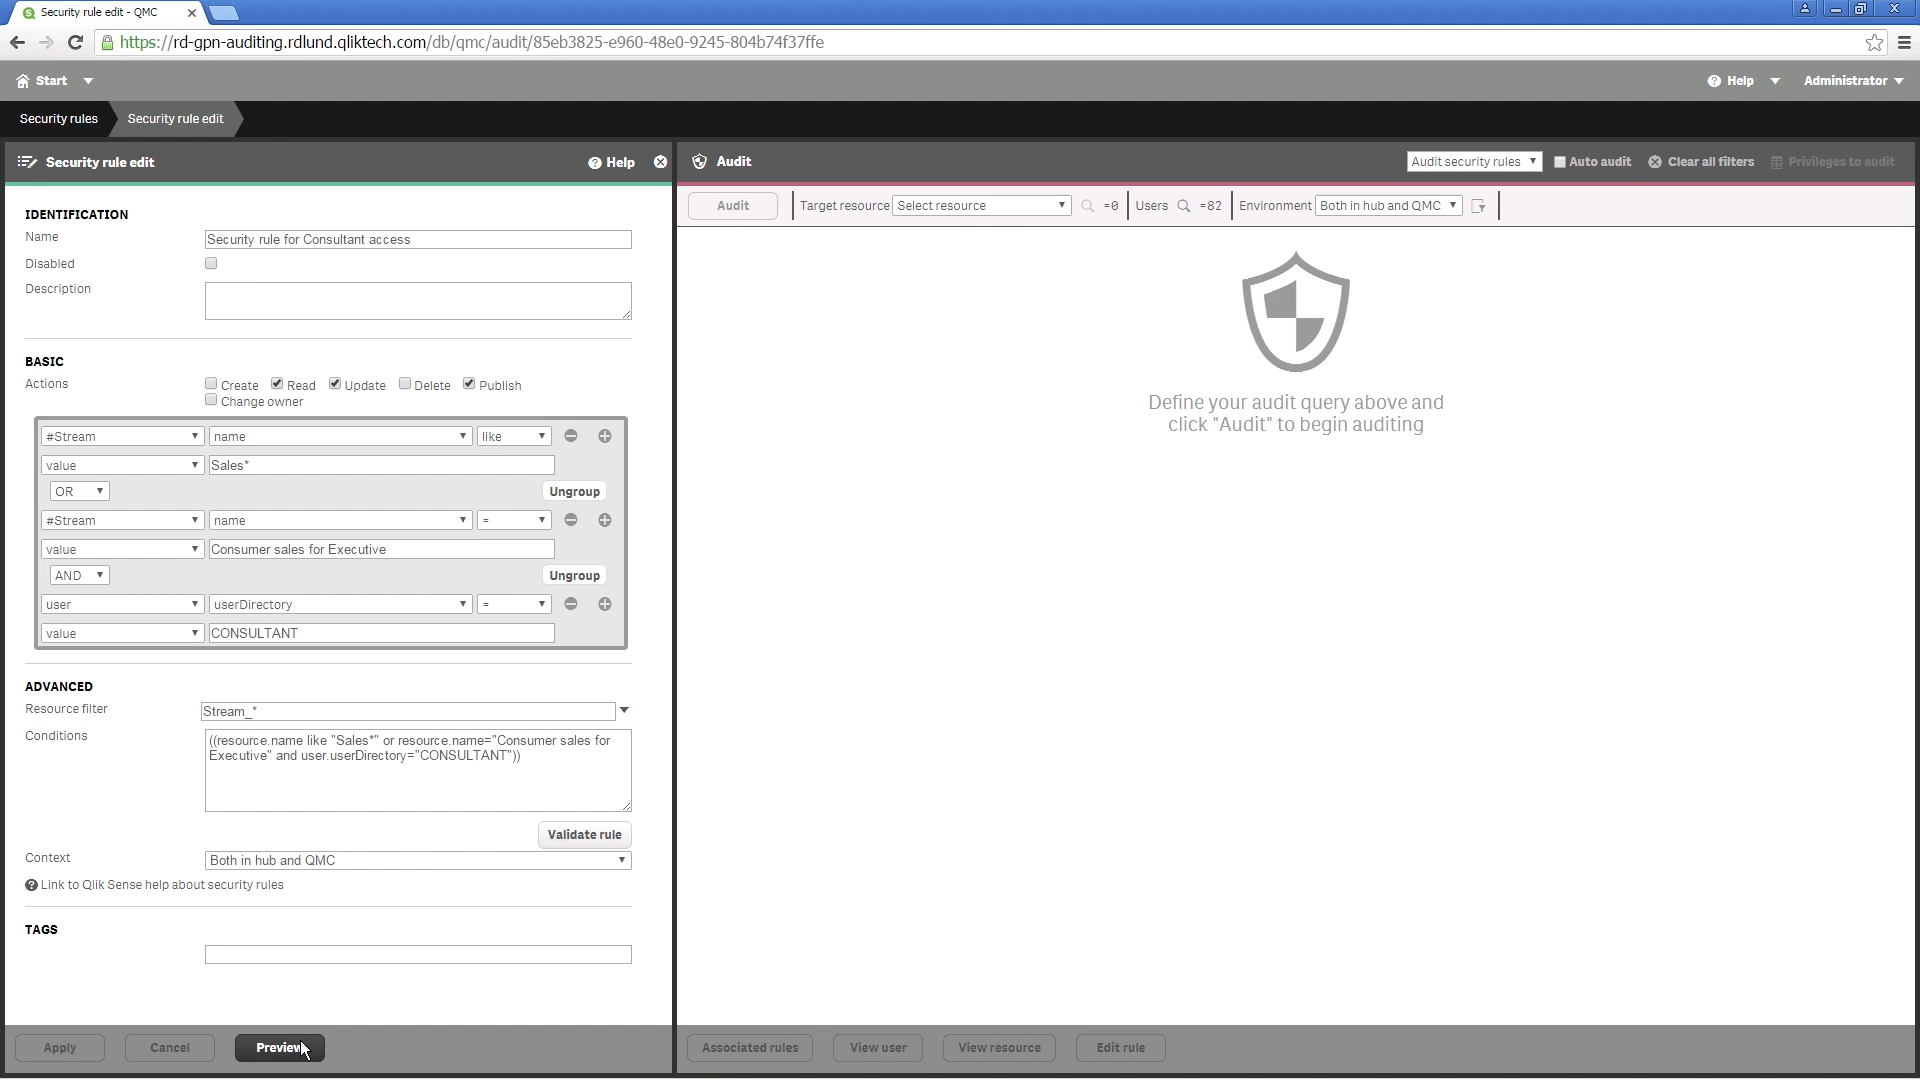 Security rule edit - QMC
https://rd-gpn-auditing.rdlund.qliktech.com/db/qmc/audit/85eb3825-e960-48e0-9245-804b74f37ffe
Start
Help
Administrator
Security rules
Security rule edit
Security rule edit
Help
IDENTIFICATION
Name
Security rule for Consultant access
Disabled
Description
BASIC
Actions
Create
Read
Update
Delete
Publish
Change owner
#Stream
name
like
value
Sales*
OR
Ungroup
#Stream
name
=
value
Consumer sales for Executive
AND
Ungroup
user
userDirectory
=
value
CONSULTANT
ADVANCED
Resource filter
Stream_*
Conditions
((resource.name like "Sales*" or resource.name="Consumer sales for
Executive" and user.userDirectory="CONSULTANT"))
Validate rule
Context
Both in hub and QMC
Link to Qlik Sense help about security rules
TAGS
Apply
Cancel
Preview
Audit
Audit security rules
Auto audit
Clear all filters
Privileges to audit
Audit
Target resource
Select resource
=0
Users
=82
Environment
Both in hub and QMC
Define your audit query above and
click "Audit" to begin auditing
Associated rules
View user
View resource
Edit rule